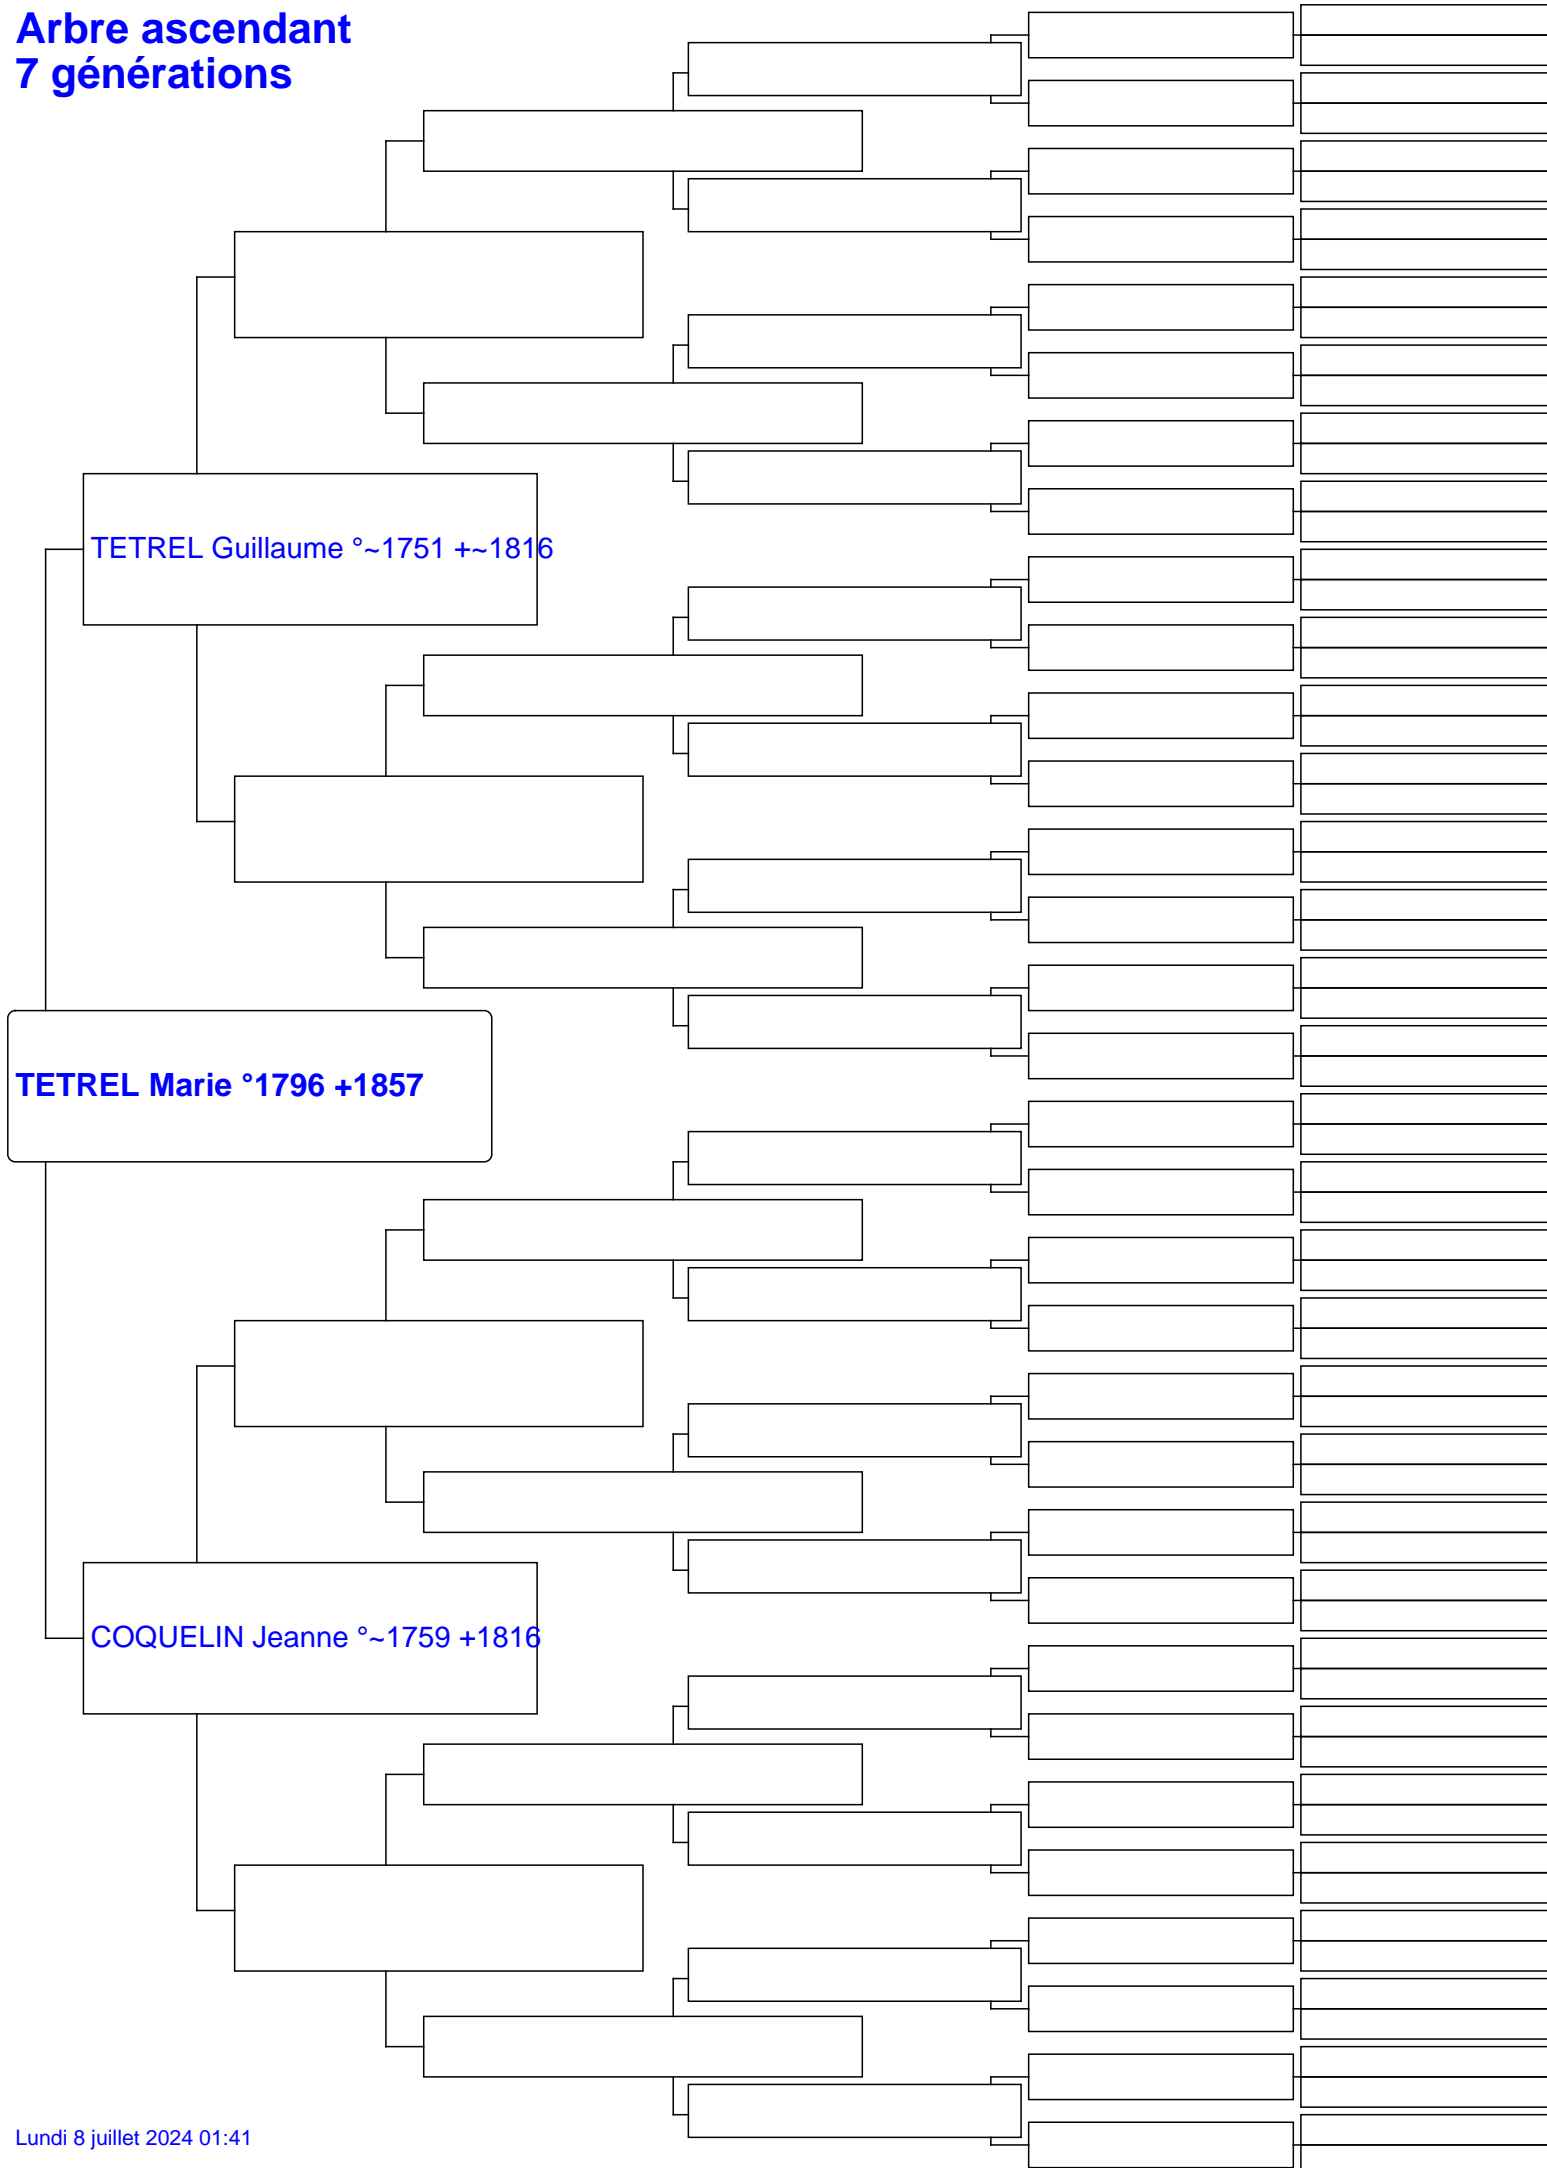 Arbre ascendant
7 générations
TETREL Guillaume °~1751 +~1816
TETREL Marie °1796 +1857
COQUELIN Jeanne °~1759 +1816
Lundi 8 juillet 2024 01:41